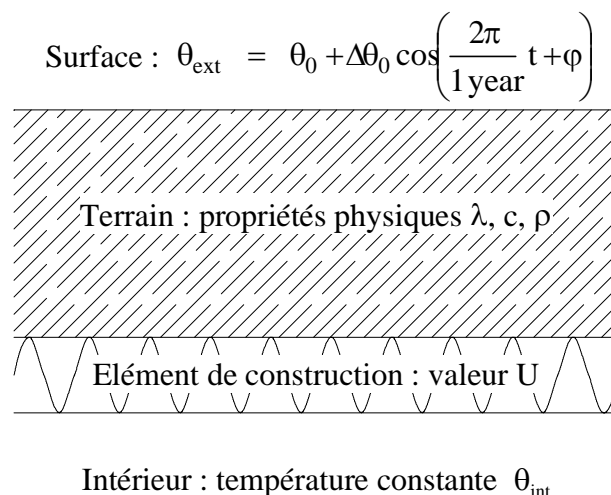 Surface : θext = θ0 + Δθ0 cos(2π/1 year t + φ)
Terrain : propriétés physiques λ, c, ρ
Elément de construction : valeur U
Intérieur : température constante θint